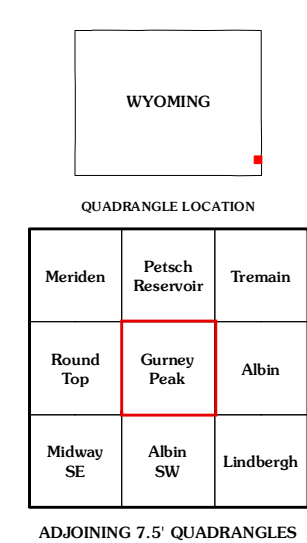 WYOMING
QUADRANGLE LOCATION
Meriden
Petsch
Reservoir
Tremain
Round
Top
Gurney
Peak
Albin
Midway
SE
Albin
SW
Lindbergh
ADJOINING 7.5' QUADRANGLES